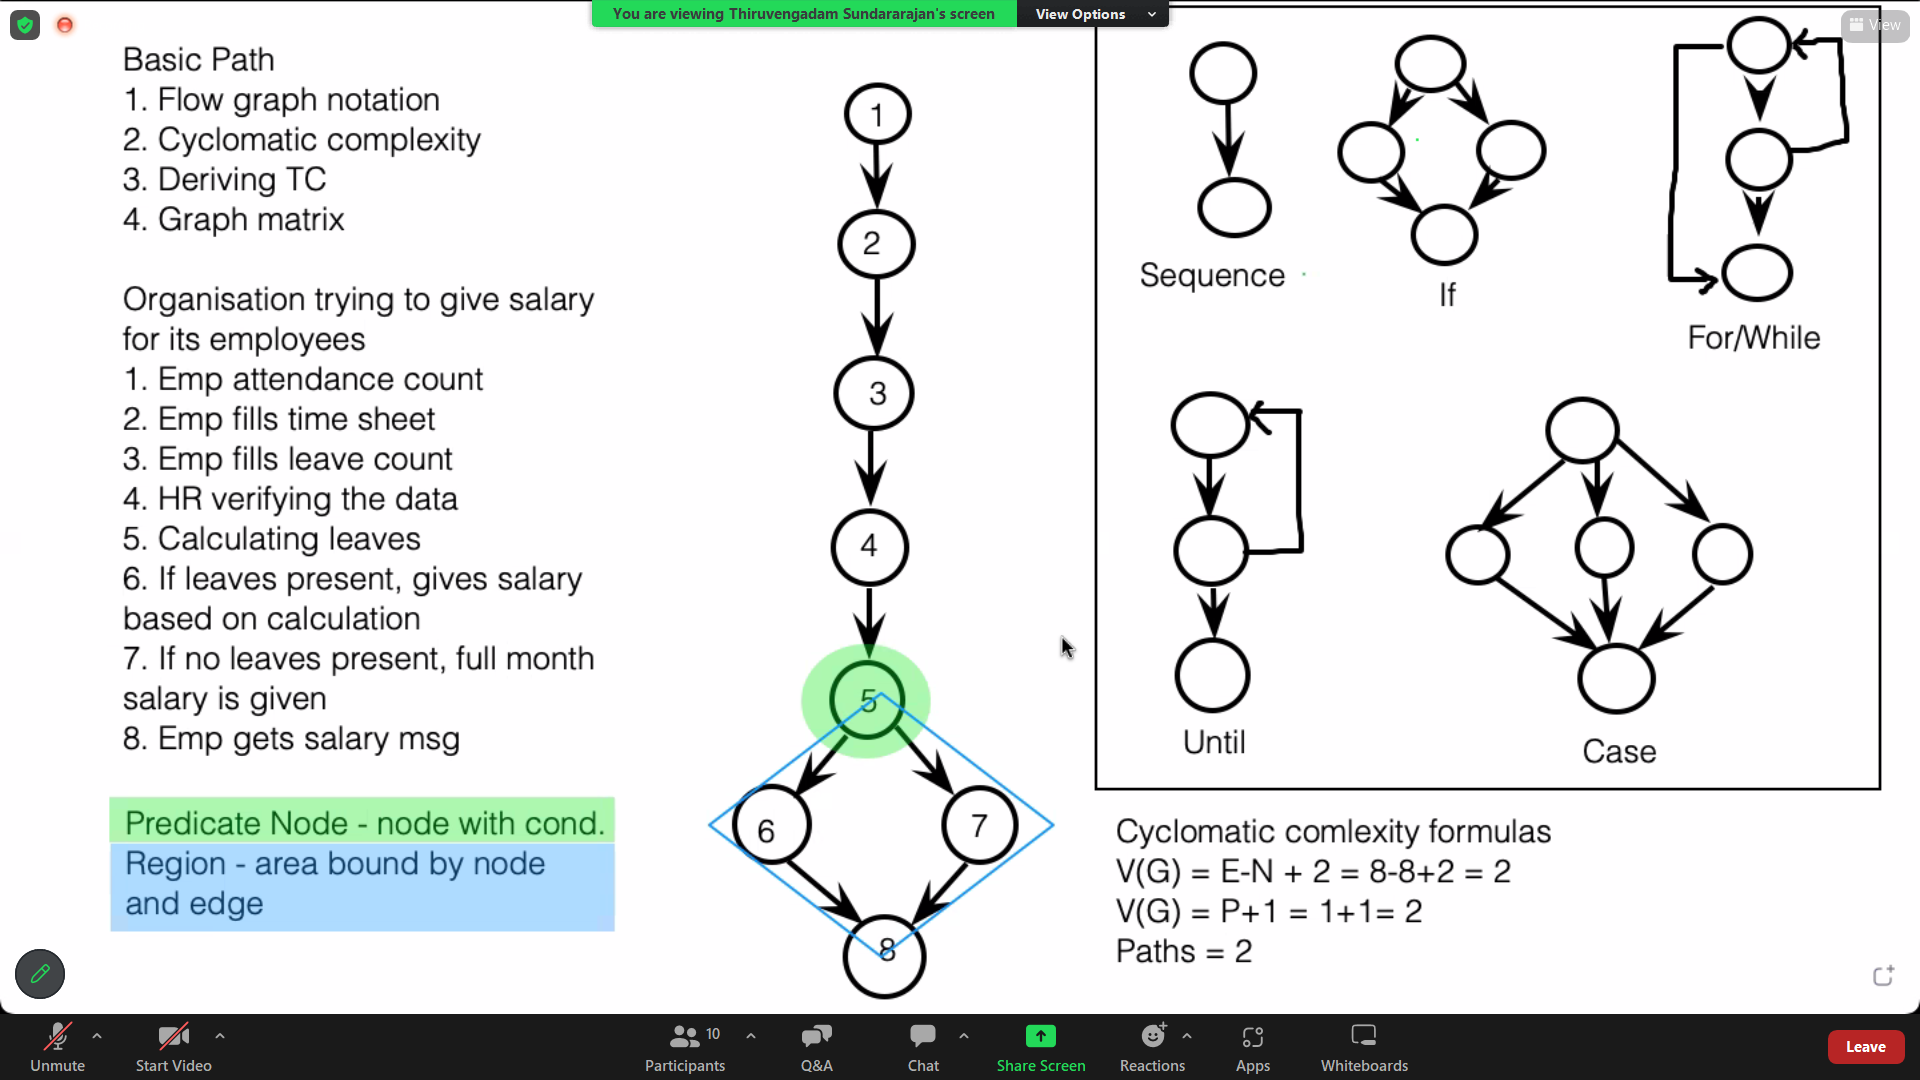 You are viewing Thiruvengadam Sundararajan's screen
View Options
View
Basic Path
1. Flow graph notation
2. Cyclomatic complexity
3. Deriving TC
4. Graph matrix
Organisation trying to give salary
for its employees
1. Emp attendance count
2. Emp fills time sheet
3. Emp fills leave count
4. HR verifying the data
5. Calculating leaves
6. If leaves present, gives salary
based on calculation
7. If no leaves present, full month
salary is given
8. Emp gets salary msg
Predicate Node - node with cond.
Region - area bound by node
and edge
1
2
3
4
5
6
7
8
Sequence
If
For/While
Until
Case
Cyclomatic comlexity formulas
V(G) = E-N + 2 = 8-8+2 = 2
V(G) = P+1 = 1+1= 2
Paths = 2
Unmute
Start Video
Participants
10
Q&A
Chat
Share Screen
Reactions
Apps
Whiteboards
Leave